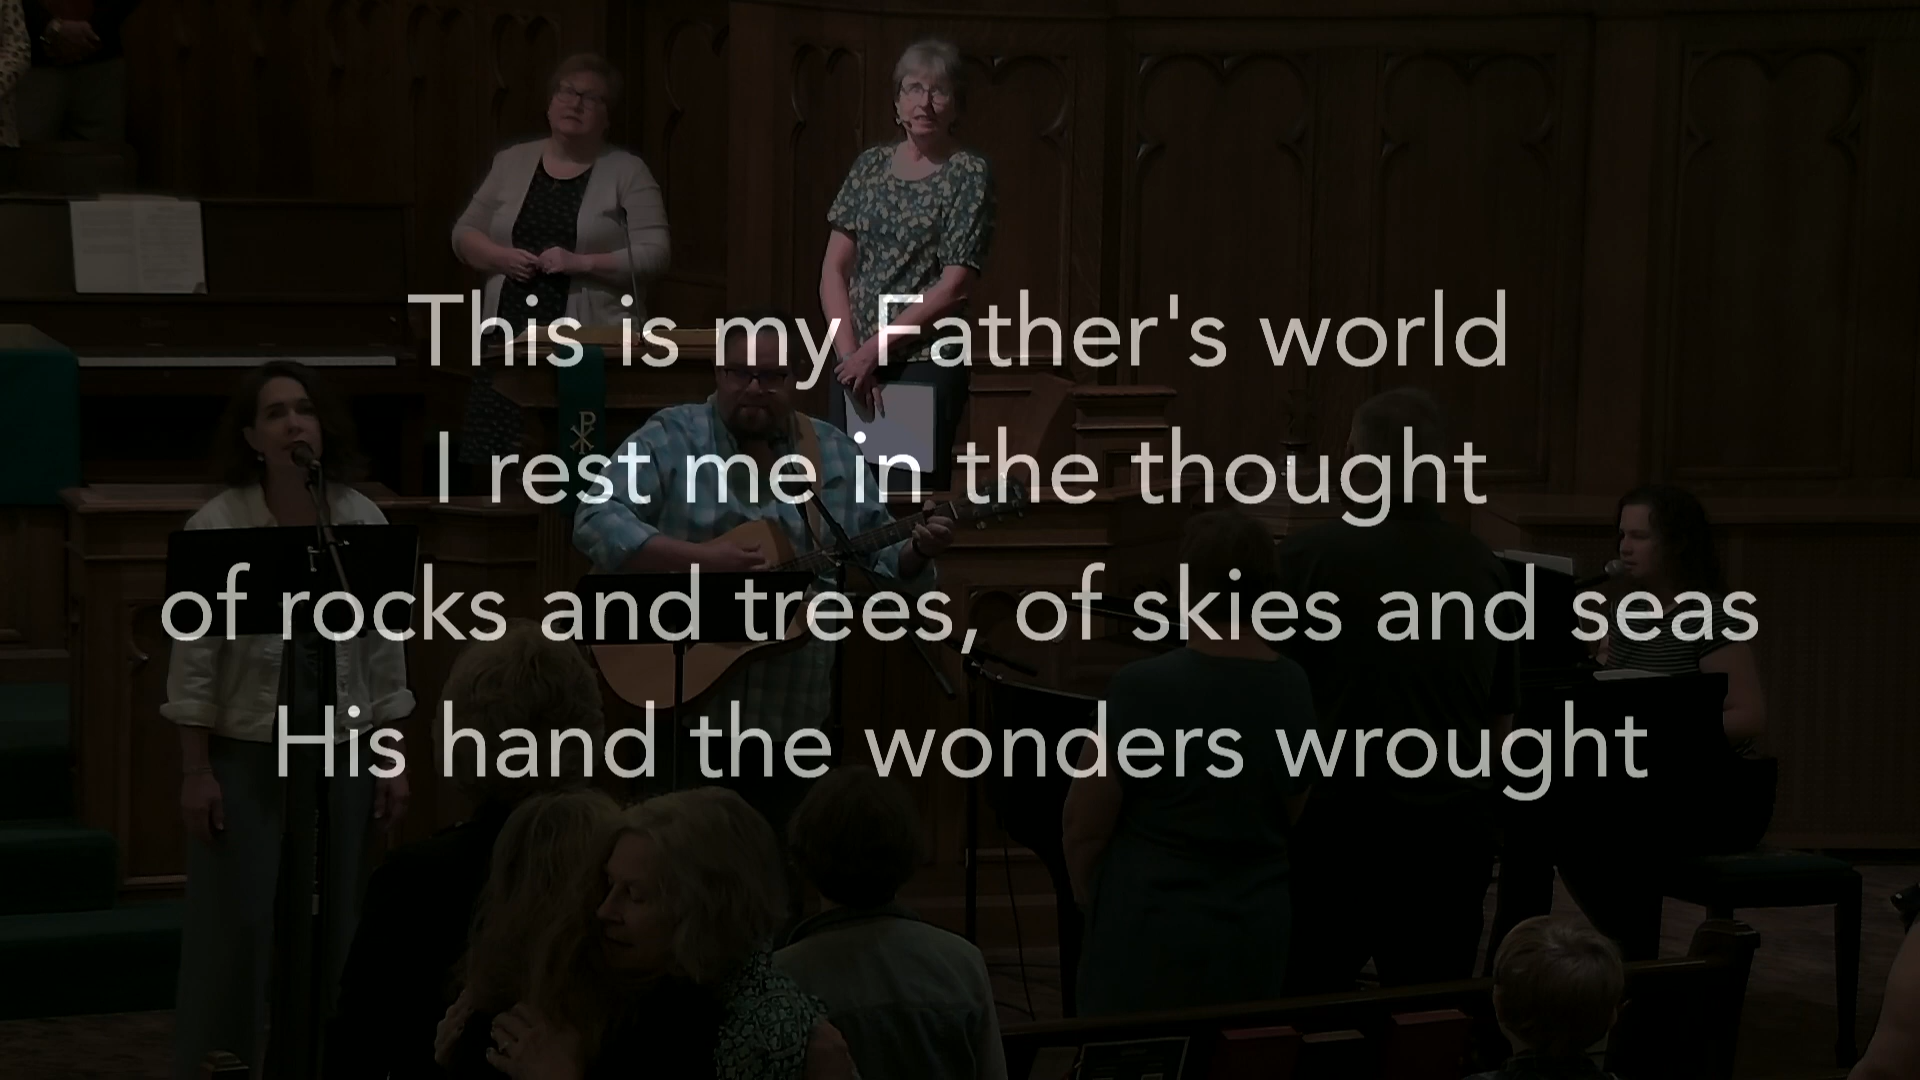 This is my Father's world
I rest me in the thought
of rocks and trees, of skies and seas
His hand the wonders wrought